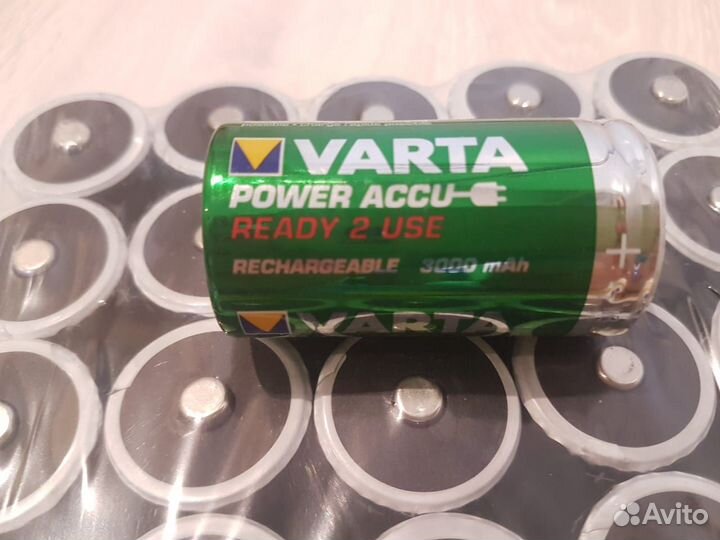 VARTA
POWER ACCU
READY 2 USE
RECHARGEABLE 3000 mAh
+
VARTA
Avito